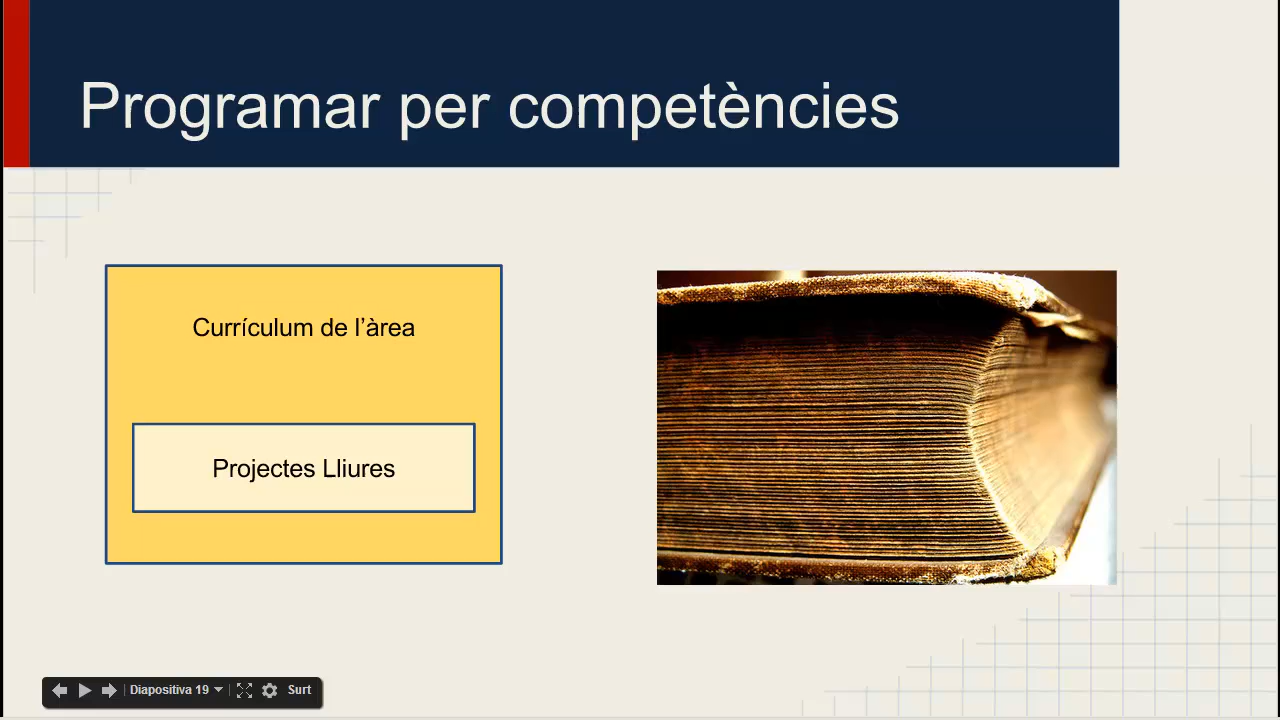 Programar per competències
Currículum de l’àrea
Projectes Lliures
Diapositiva 19
Surt